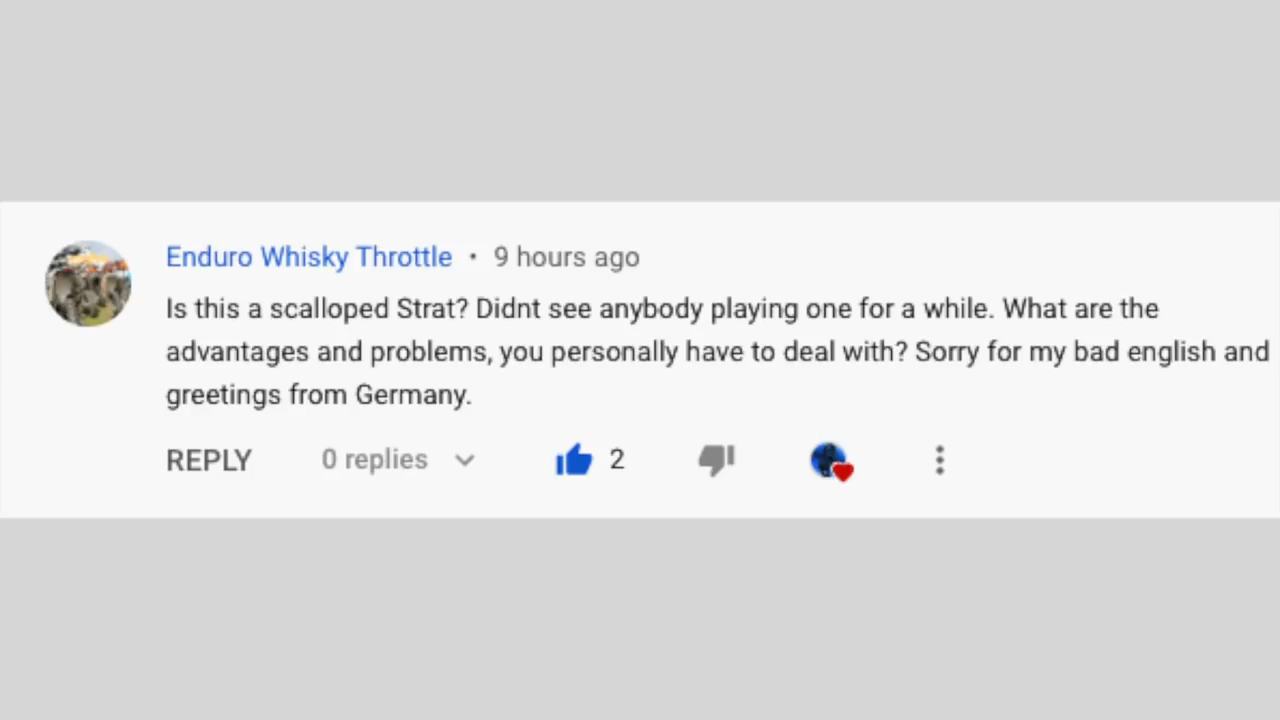 Enduro Whisky Throttle • 9 hours ago
Is this a scalloped Strat? Didnt see anybody playing one for a while. What are the
advantages and problems, you personally have to deal with? Sorry for my bad english and
greetings from Germany.
REPLY 0 replies 2